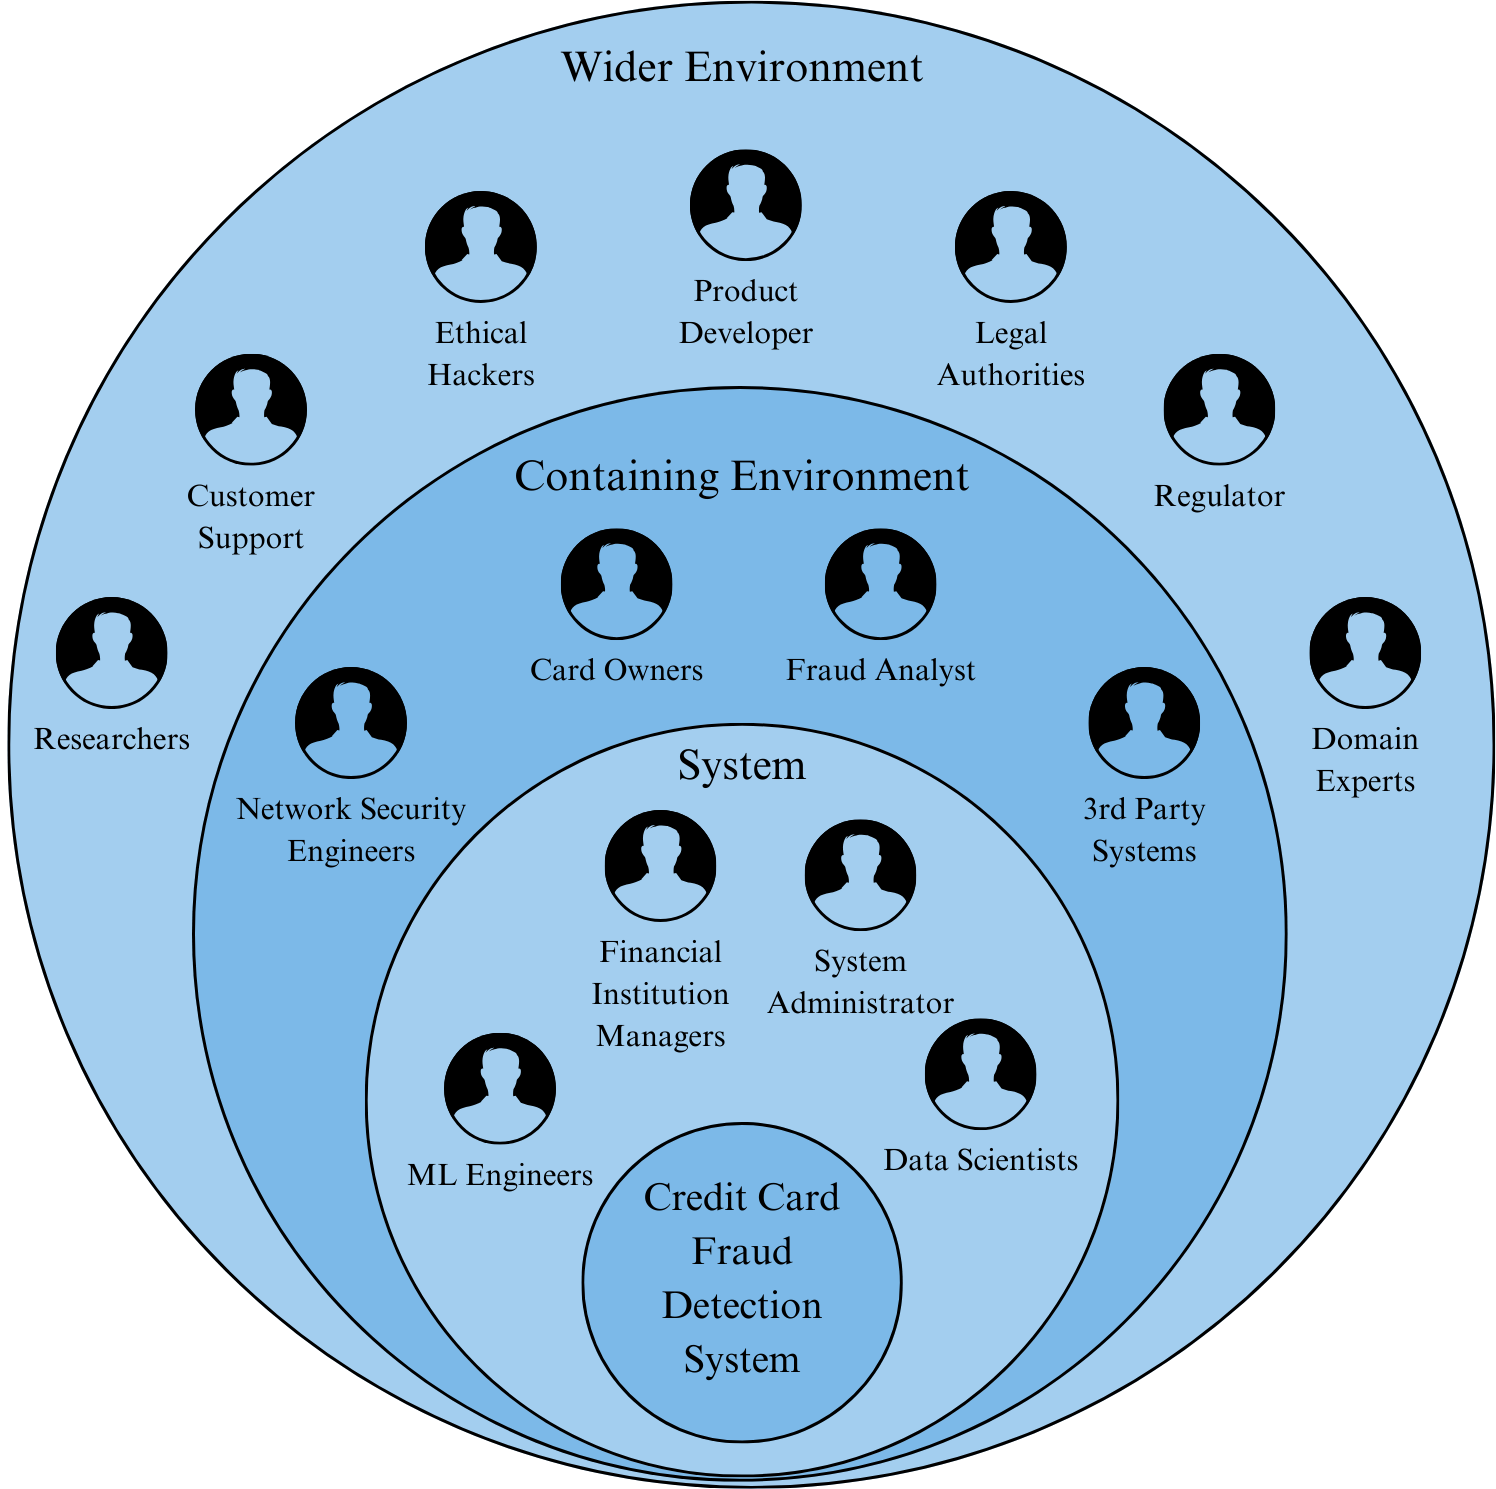 Wider Environment
Product
Developer
Ethical
Hackers
Legal
Authorities
Customer
Support
Regulator
Researchers
Domain
Experts
Containing Environment
Card Owners
Fraud Analyst
Network Security
Engineers
3rd Party
Systems
System
Financial
Institution
Managers
System
Administrator
ML Engineers
Data Scientists
Credit Card
Fraud
Detection
System